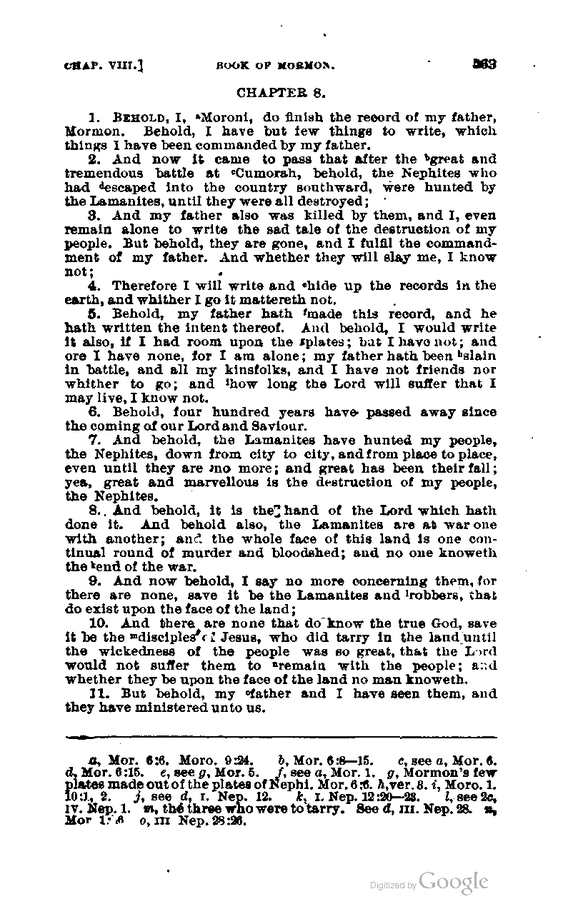 CHAP. VIII.] BOOK OF MORMON. 563
CHAPTER 8.
1. BEHOLD, I, ᵃMoroni, do finish the record of my father,
Mormon. Behold, I have but few things to write, which
things I have been commanded by my father.
2. And now it came to pass that after the ᵇgreat and
tremendous battle at ᶜCumorah, behold, the Nephites who
had ᵈescaped into the country southward, were hunted by
the Lamanites, until they were all destroyed;
3. And my father also was killed by them, and I, even
remain alone to write the sad tale of the destruction of my
people. But behold, they are gone, and I fulfil the command-
ment of my father. And whether they will slay me, I know
not;
4. Therefore I will write and ᵉhide up the records in the
earth, and whither I go it mattereth not.
5. Behold, my father hath ᶠmade this record, and he
hath written the intent thereof. And behold, I would write
it also, if I had room upon the ᵍplates; but I have not; and
ore I have none, for I am alone; my father hath been ʰslain
in battle, and all my kinsfolks, and I have not friends nor
whither to go; and ⁱhow long the Lord will suffer that I
may live, I know not.
6. Behold, four hundred years have passed away since
the coming of our Lord and Saviour.
7. And behold, the Lamanites have hunted my people,
the Nephites, down from city to city, and from place to place,
even until they are ʲno more; and great has been their fall;
yea, great and marvellous is the destruction of my people,
the Nephites.
8. And behold, it is the hand of the Lord which hath
done it. And behold also, the Lamanites are at war one
with another; and the whole face of this land is one con-
tinual round of murder and bloodshed; and no one knoweth
the ᵏend of the war.
9. And now behold, I say no more concerning them, for
there are none, save it be the Lamanites and ˡrobbers, that
do exist upon the face of the land;
10. And there are none that do know the true God, save
it be the ᵐdisciples of Jesus, who did tarry in the land until
the wickedness of the people was so great, that the Lord
would not suffer them to ⁿremain with the people; and
whether they be upon the face of the land no man knoweth.
11. But behold, my ᵒfather and I have seen them, and
they have ministered unto us.
a, Mor. 6:6. Moro. 9:24. b, Mor. 6:8—15. c, see a, Mor. 6.
d, Mor. 6:15. e, see g, Mor. 5. f, see a, Mor. 1. g, Mormon's few
plates made out of the plates of Nephi. Mor. 6:6. h, ver. 3. i, Moro. 1.
10:1, 2. j, see d, I. Nep. 12. k, I. Nep. 12:20—23. l, see 2c,
IV. Nep. 1. m, the three who were to tarry. See d, III. Nep. 28. n,
Mor 1: o, III Nep. 28:26.
Digitized by Google